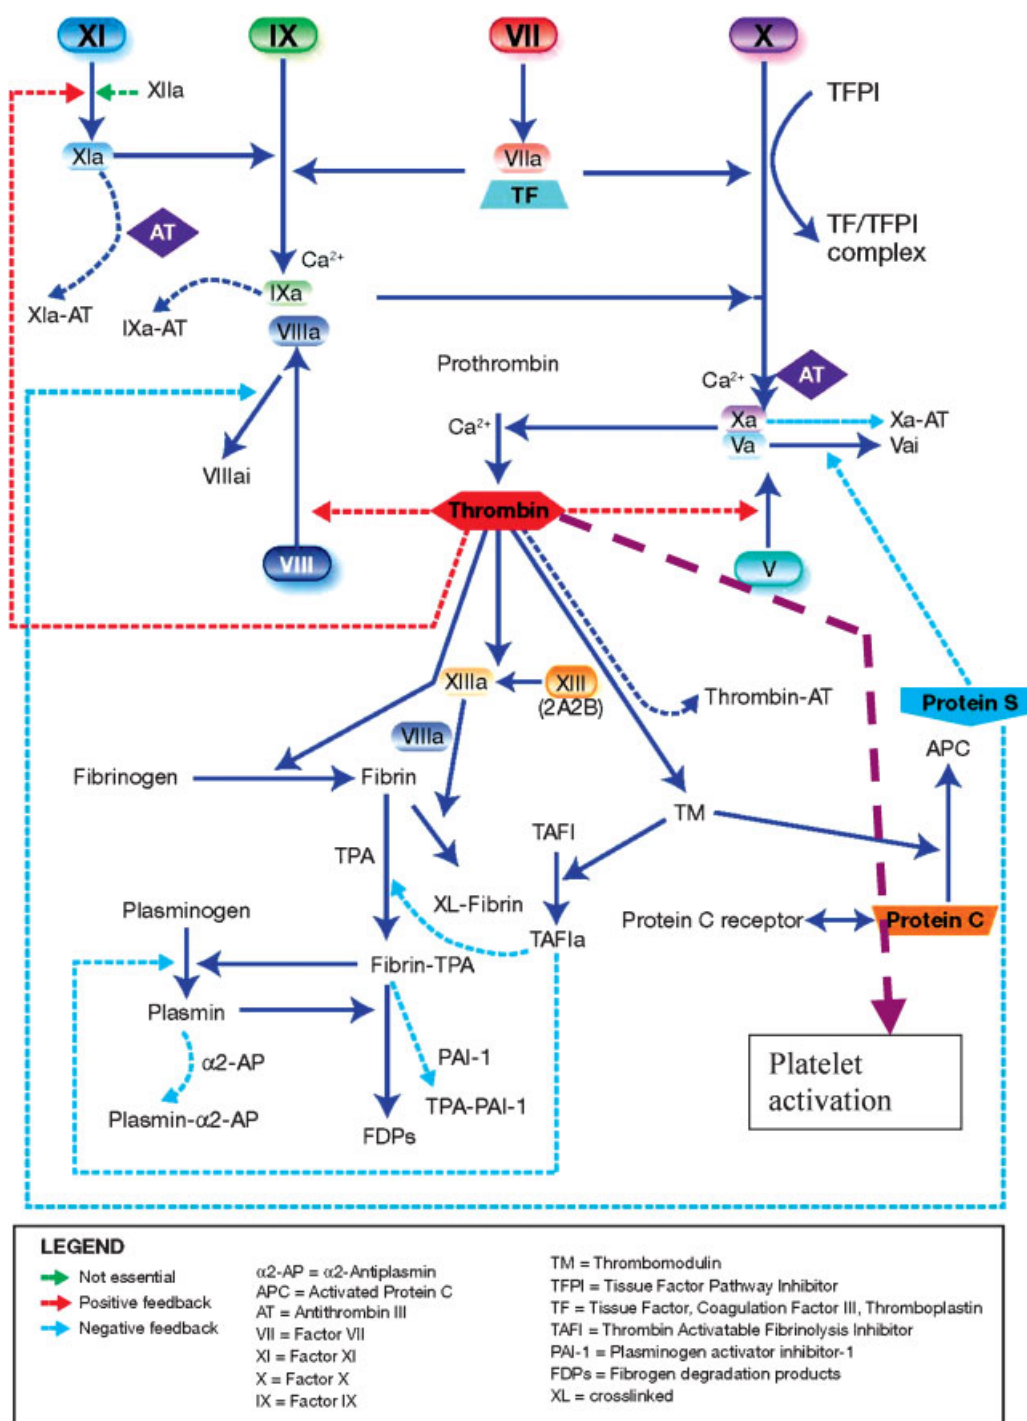 XI
IX
VII
X
XIIa
TFPI
XIa
VIIa
TF
AT
TF/TFPI
complex
Ca²⁺
IXa
XIa-AT
IXa-AT
VIIIa
Prothrombin
Ca²⁺
AT
Xa
Xa-AT
Ca²⁺
Va
Vai
VIIIai
Thrombin
VIII
V
XIIIa
XIII
(2A2B)
Thrombin-AT
Protein S
VIIIa
APC
Fibrinogen
Fibrin
TM
TAFI
TPA
XL-Fibrin
Plasminogen
Protein C receptor
Protein C
TAFIa
Fibrin-TPA
Plasmin
α2-AP
PAI-1
Platelet
activation
Plasmin-α2-AP
TPA-PAI-1
FDPs
LEGEND
Not essential
Positive feedback
Negative feedback
α2-AP = α2-Antiplasmin
APC = Activated Protein C
AT = Antithrombin III
VII = Factor VII
XI = Factor XI
X = Factor X
IX = Factor IX
TM = Thrombomodulin
TFPI = Tissue Factor Pathway Inhibitor
TF = Tissue Factor, Coagulation Factor III, Thromboplastin
TAFI = Thrombin Activatable Fibrinolysis Inhibitor
PAI-1 = Plasminogen activator inhibitor-1
FDPs = Fibrogen degradation products
XL = crosslinked